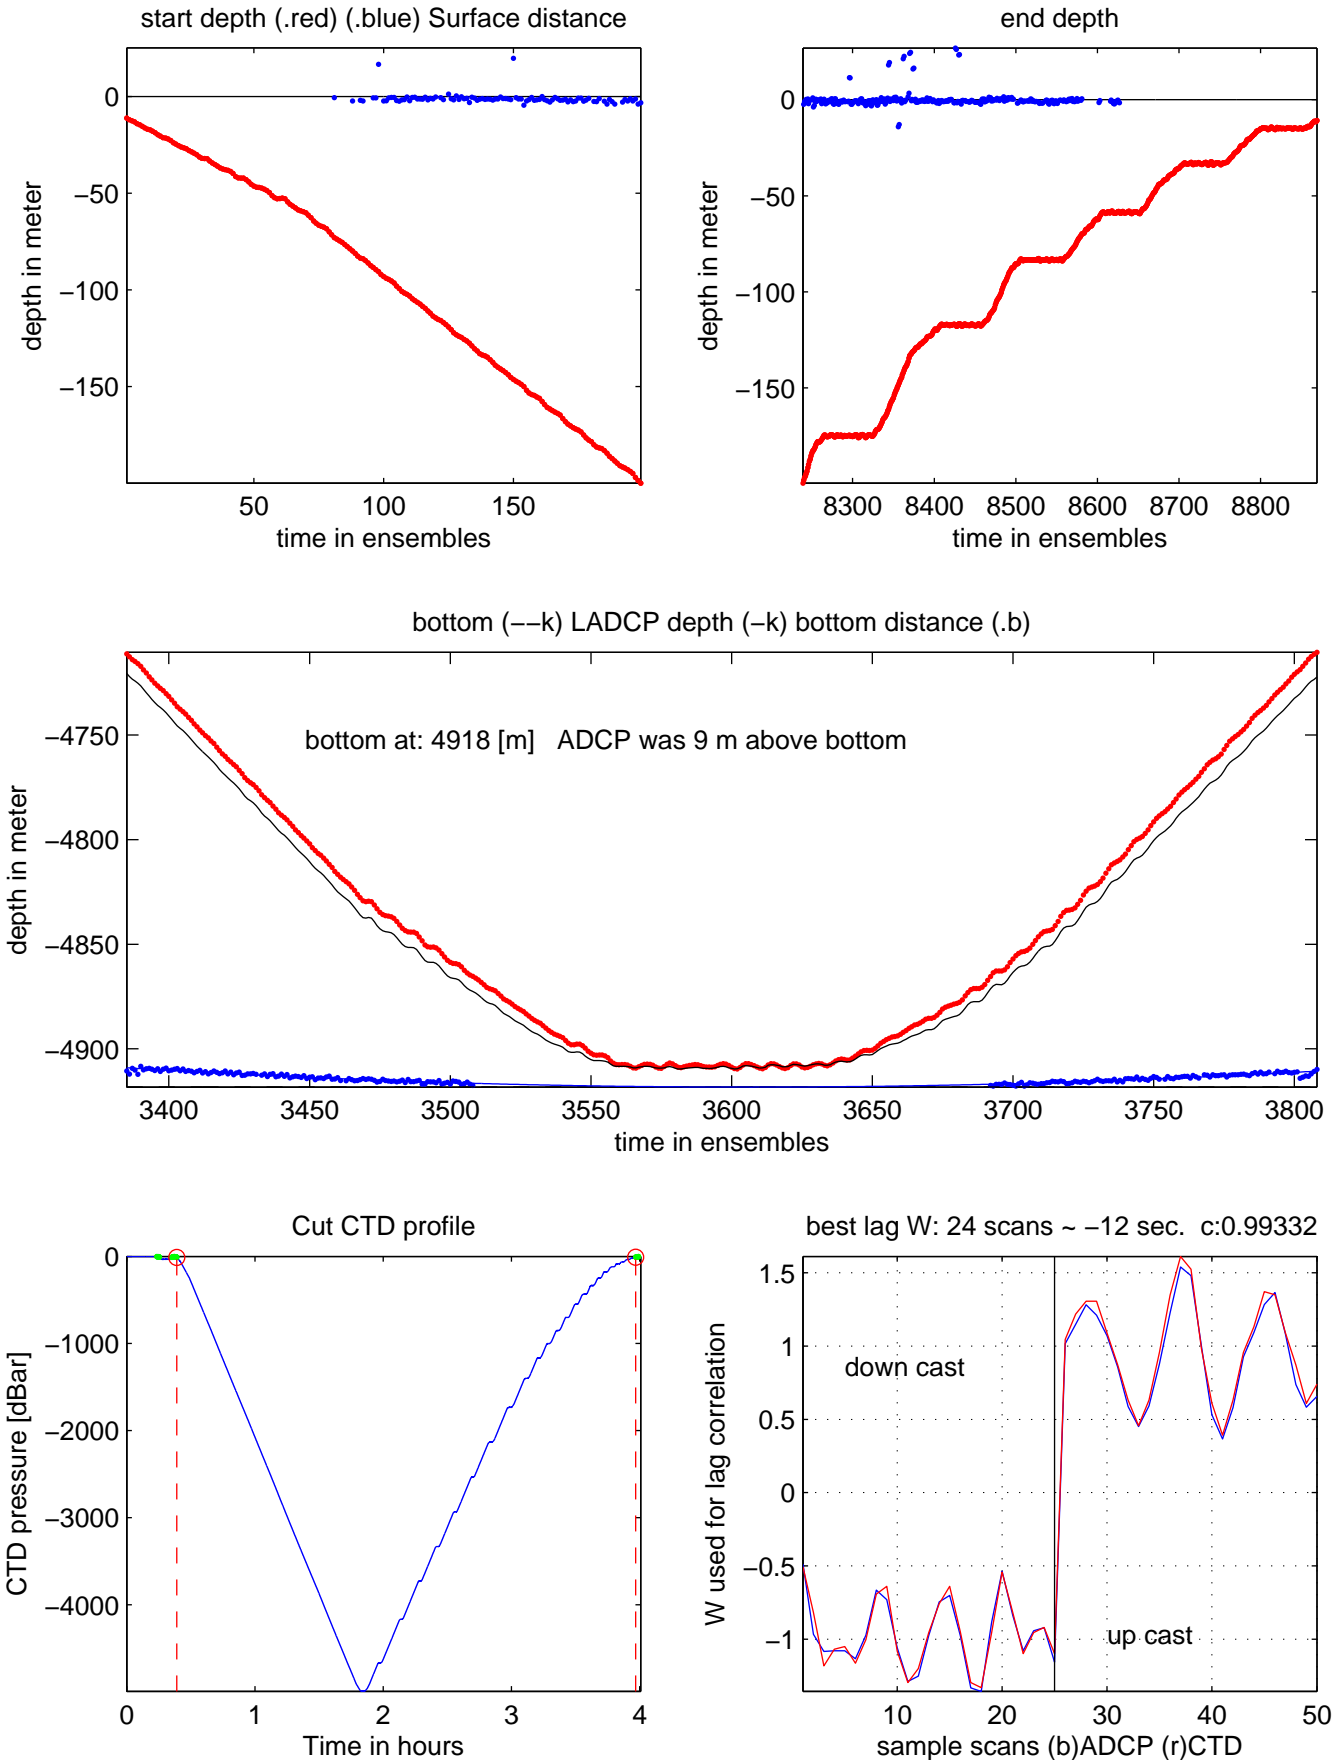 start depth (.red) (.blue) Surface distance
end depth
0
−50
−100
−150
depth in meter
50
100
150
time in ensembles
0
−50
−100
−150
depth in meter
8300
8400
8500
8600
8700
8800
time in ensembles
bottom (−−k) LADCP depth (−k) bottom distance (.b)
bottom at: 4918 [m] ADCP was 9 m above bottom
−4750
−4800
−4850
−4900
depth in meter
3400
3450
3500
3550
3600
3650
3700
3750
3800
time in ensembles
Cut CTD profile
0
−1000
−2000
−3000
−4000
CTD pressure [dBar]
0
1
2
3
4
Time in hours
best lag W: 24 scans ~ −12 sec. c:0.99332
1.5
1
0.5
0
−0.5
−1
W used for lag correlation
down cast
up cast
10
20
30
40
50
sample scans (b)ADCP (r)CTD